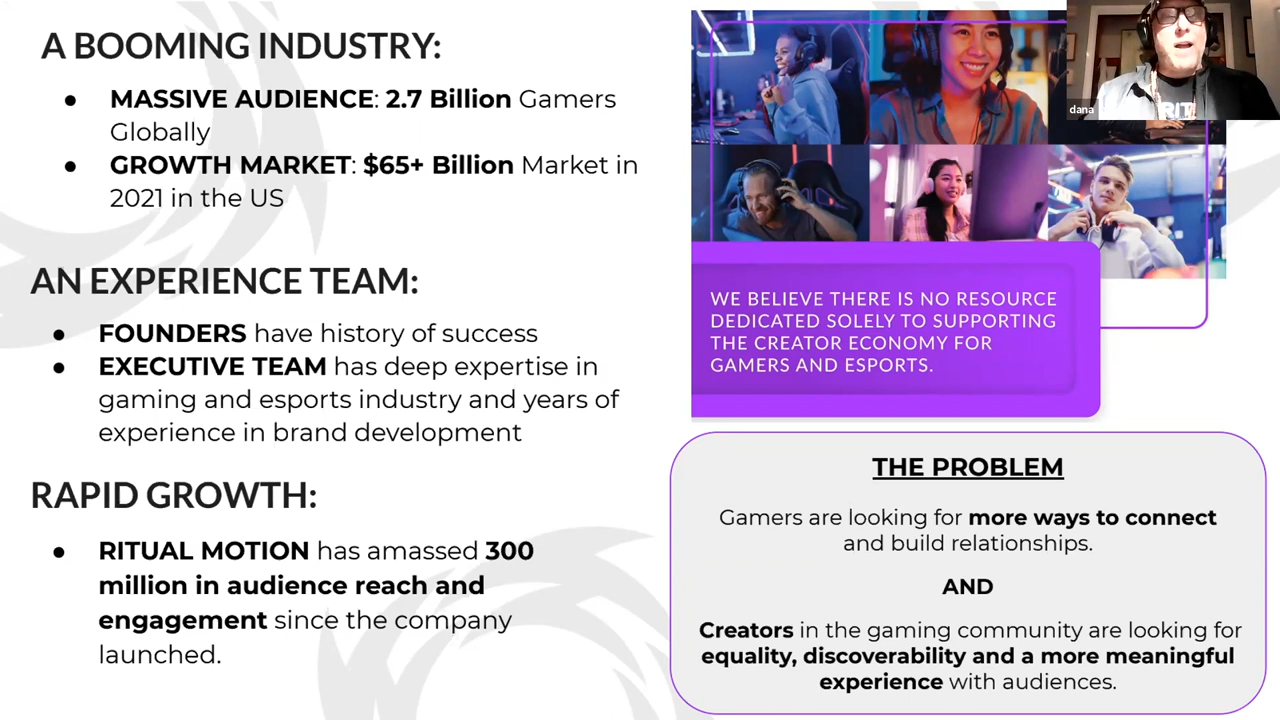 A BOOMING INDUSTRY:
● MASSIVE AUDIENCE: 2.7 Billion Gamers
Globally
● GROWTH MARKET: $65+ Billion Market in
2021 in the US
AN EXPERIENCE TEAM:
● FOUNDERS have history of success
● EXECUTIVE TEAM has deep expertise in
gaming and esports industry and years of
experience in brand development
RAPID GROWTH:
● RITUAL MOTION has amassed 300
million in audience reach and
engagement since the company
launched.
dana
WE BELIEVE THERE IS NO RESOURCE
DEDICATED SOLELY TO SUPPORTING
THE CREATOR ECONOMY FOR
GAMERS AND ESPORTS.
THE PROBLEM
Gamers are looking for more ways to connect
and build relationships.
AND
Creators in the gaming community are looking for
equality, discoverability and a more meaningful
experience with audiences.